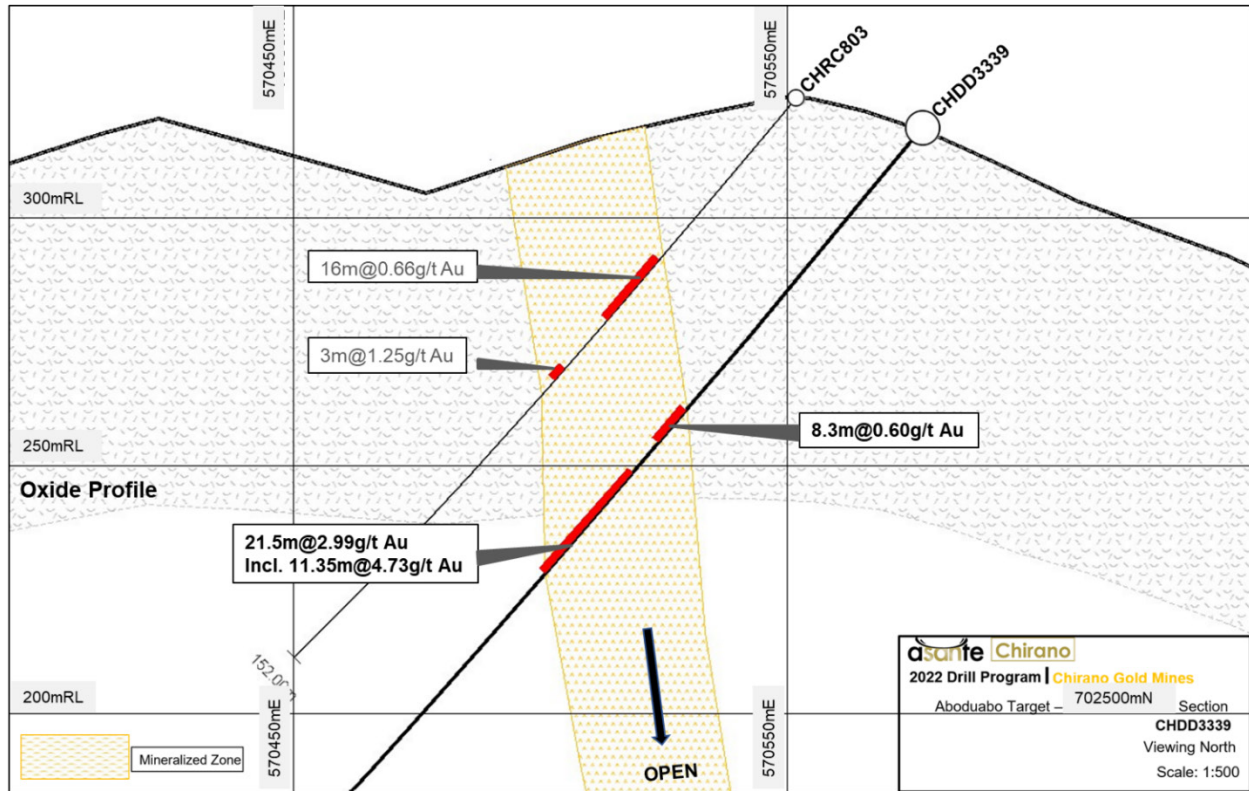 570450mE
570550mE
CHRC803
CHDD3339
300mRL
16m@0.66g/t Au
3m@1.25g/t Au
8.3m@0.60g/t Au
250mRL
Oxide Profile
21.5m@2.99g/t Au
Incl. 11.35m@4.73g/t Au
200mRL
570450mE
570550mE
OPEN
Mineralized Zone
asante Chirano
2022 Drill Program | Chirano Gold Mines
Aboduabo Target – 702500mN Section
CHDD3339
Viewing North
Scale: 1:500